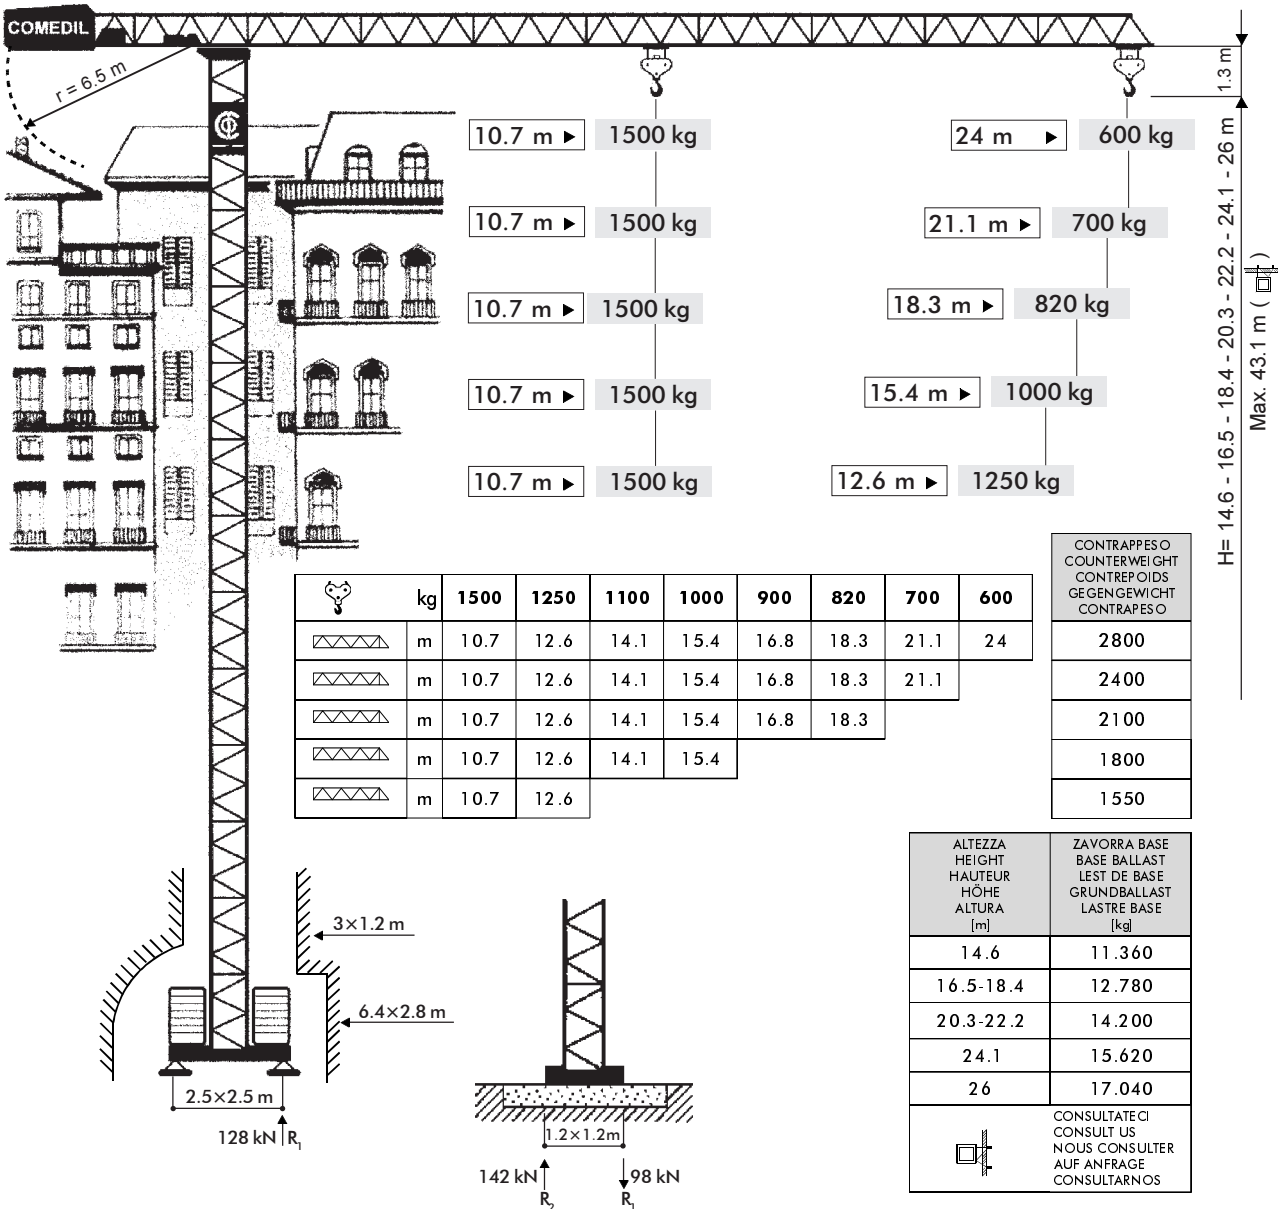 COMEDIL
r = 6.5 m
1.3 m
10.7 m ► 1500 kg
24 m ► 600 kg
10.7 m ► 1500 kg
21.1 m ► 700 kg
10.7 m ► 1500 kg
18.3 m ► 820 kg
10.7 m ► 1500 kg
15.4 m ► 1000 kg
10.7 m ► 1500 kg
12.6 m ► 1250 kg
H= 14.6 - 16.5 - 18.4 - 20.3 - 22.2 - 24.1 - 26 m
Max. 43.1 m ( )
kg 1500 1250 1100 1000 900 820 700 600
m 10.7 12.6 14.1 15.4 16.8 18.3 21.1 24
m 10.7 12.6 14.1 15.4 16.8 18.3 21.1
m 10.7 12.6 14.1 15.4 16.8 18.3
m 10.7 12.6 14.1 15.4
m 10.7 12.6
CONTRAPPESO
COUNTERWEIGHT
CONTREPOIDS
GEGENGEWICHT
CONTRAPESO
2800
2400
2100
1800
1550
ALTEZZA
HEIGHT
HAUTEUR
HÖHE
ALTURA
[m]
ZAVORRA BASE
BASE BALLAST
LEST DE BASE
GRUNDBALLAST
LASTRE BASE
[kg]
14.6 11.360
16.5-18.4 12.780
20.3-22.2 14.200
24.1 15.620
26 17.040
CONSULTATECI
CONSULT US
NOUS CONSULTER
AUF ANFRAGE
CONSULTARNOS
3×1.2 m
6.4×2.8 m
2.5×2.5 m
128 kN R1
1.2×1.2m
142 kN R2
98 kN R1